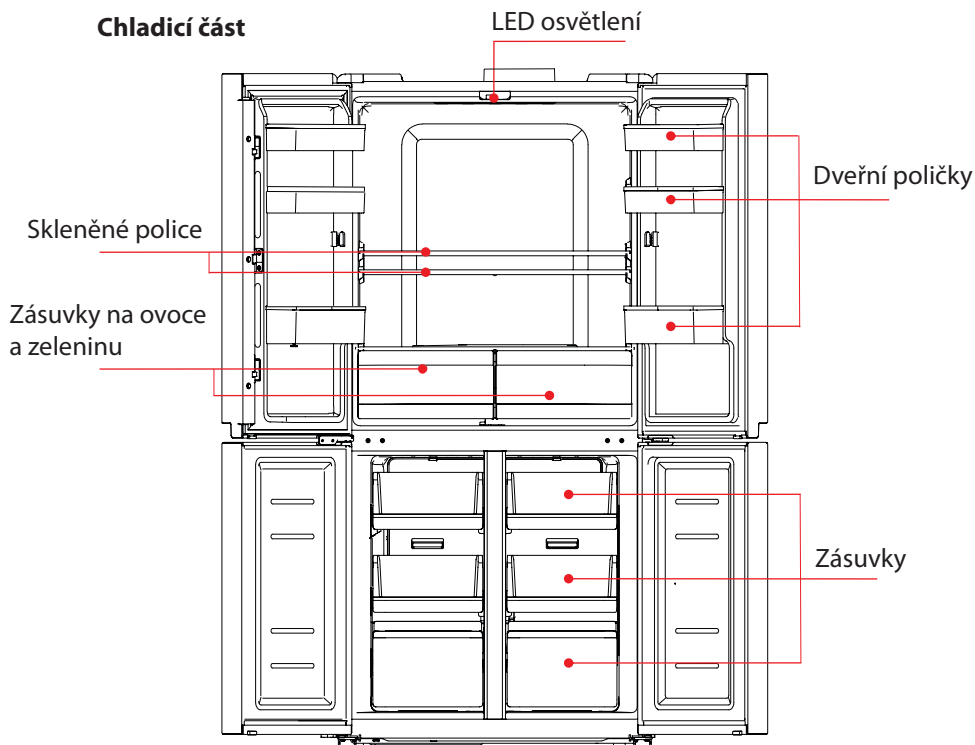 Chladicí část
LED osvětlení
Dveřní poličky
Skleněné police
Zásuvky na ovoce
a zeleninu
Zásuvky